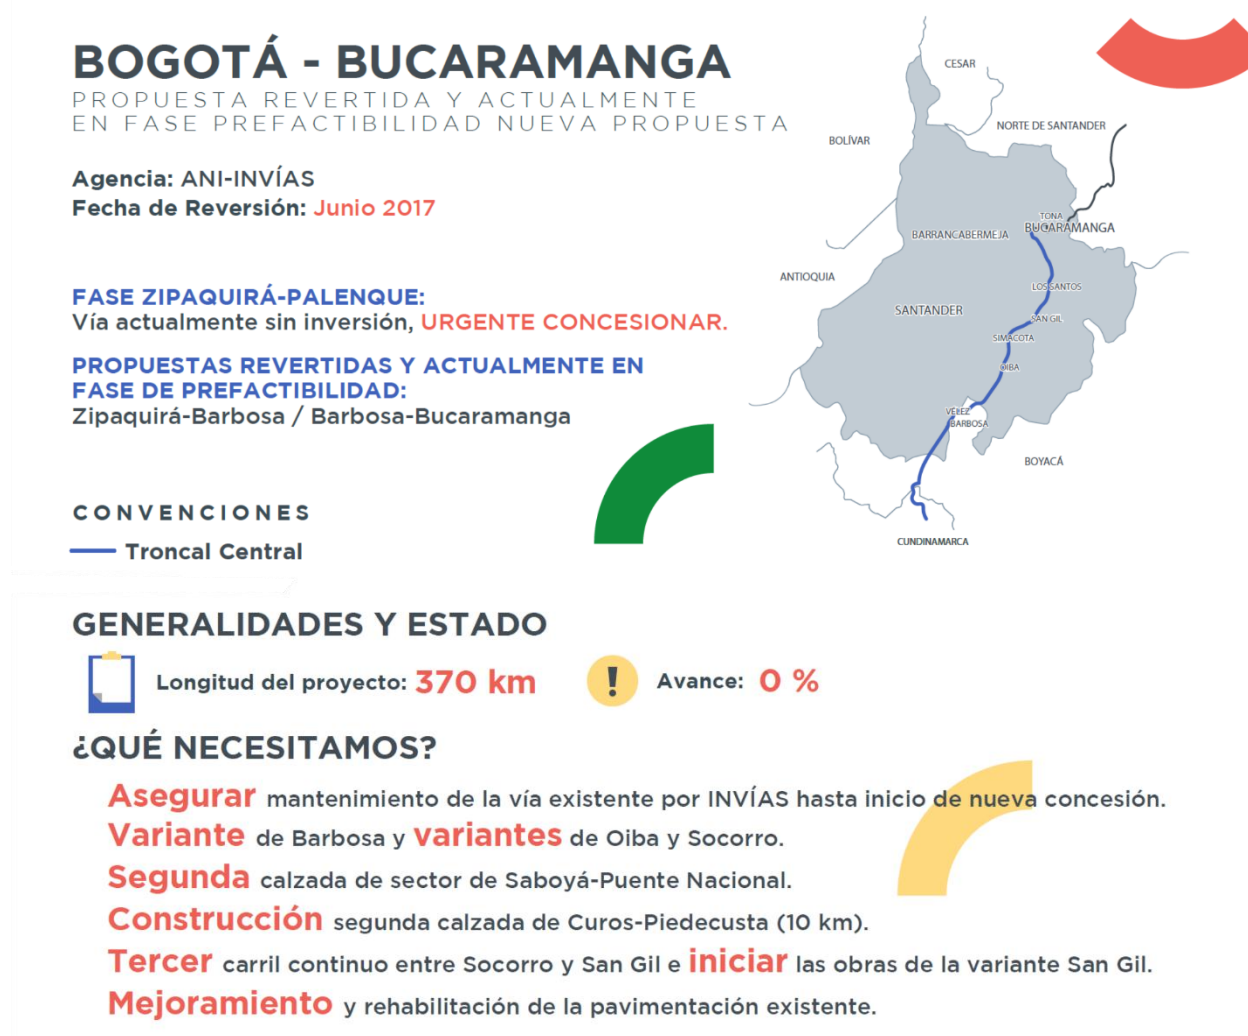 BOGOTÁ - BUCARAMANGA
PROPUESTA REVERTIDA Y ACTUALMENTE
EN FASE PREFACTIBILIDAD NUEVA PROPUESTA
Agencia: ANI-INVÍAS
Fecha de Reversión: Junio 2017
FASE ZIPAQUIRÁ-PALENQUE:
Vía actualmente sin inversión, URGENTE CONCESIONAR.
PROPUESTAS REVERTIDAS Y ACTUALMENTE EN
FASE DE PREFACTIBILIDAD:
Zipaquirá-Barbosa / Barbosa-Bucaramanga
CONVENCIONES
Troncal Central
CESAR
NORTE DE SANTANDER
BOLÍVAR
TONA
BUCARAMANGA
BARRANCABERMEJA
ANTIOQUIA
LOS SANTOS
SANTANDER
SAN GIL
SIMACOTA
OIBA
VÉLEZ
BARBOSA
BOYACÁ
CUNDINAMARCA
GENERALIDADES Y ESTADO
Longitud del proyecto: 370 km
! Avance: 0 %
¿QUÉ NECESITAMOS?
Asegurar mantenimiento de la vía existente por INVÍAS hasta inicio de nueva concesión.
Variante de Barbosa y variantes de Oiba y Socorro.
Segunda calzada de sector de Saboyá-Puente Nacional.
Construcción segunda calzada de Curos-Piedecusta (10 km).
Tercer carril continuo entre Socorro y San Gil e iniciar las obras de la variante San Gil.
Mejoramiento y rehabilitación de la pavimentación existente.